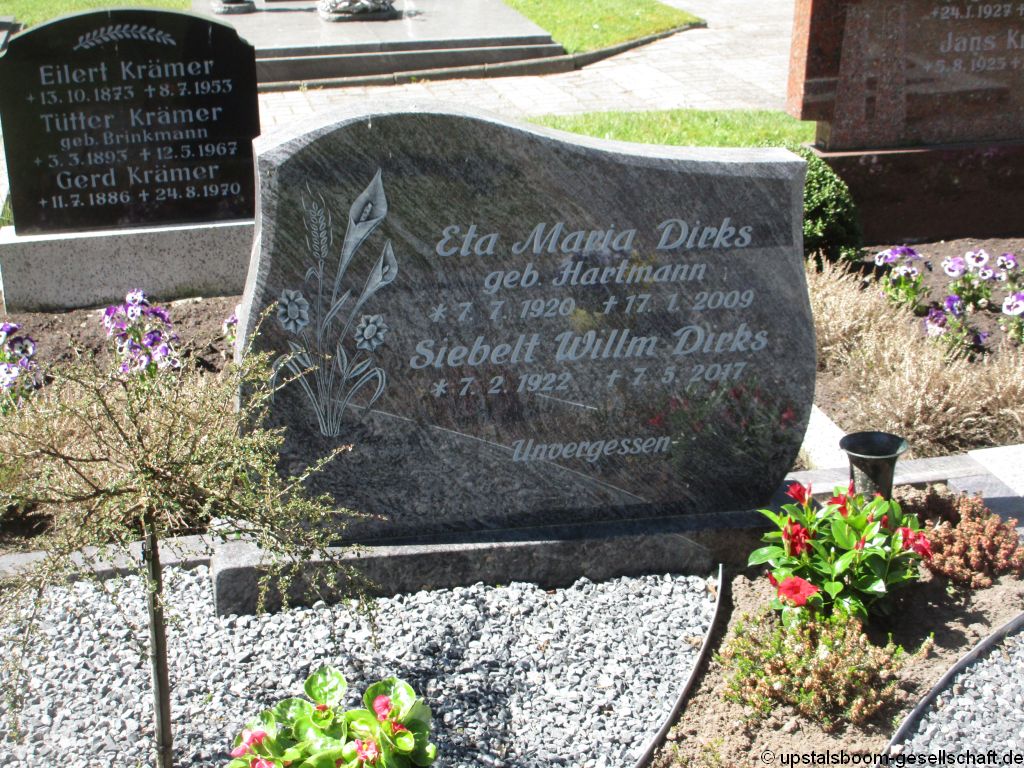 Eilert Krämer
+ 13.10.1873 + 8.7.1953
Tütter Krämer
geb. Brinkmann
+ 3.3.1893 + 12.5.1967
Gerd Krämer
+ 11.7.1886 + 24.8.1970
+ 24.1.1927
Jans
+ 5.8.1925 +
Eta Maria Dirks
geb. Hartmann
* 7. 7. 1920 + 17. 1. 2009
Siebelt Willm Dirks
* 7. 2. 1922 + 7. 5. 2017
Unvergessen
© upstalsboom-gesellschaft.de